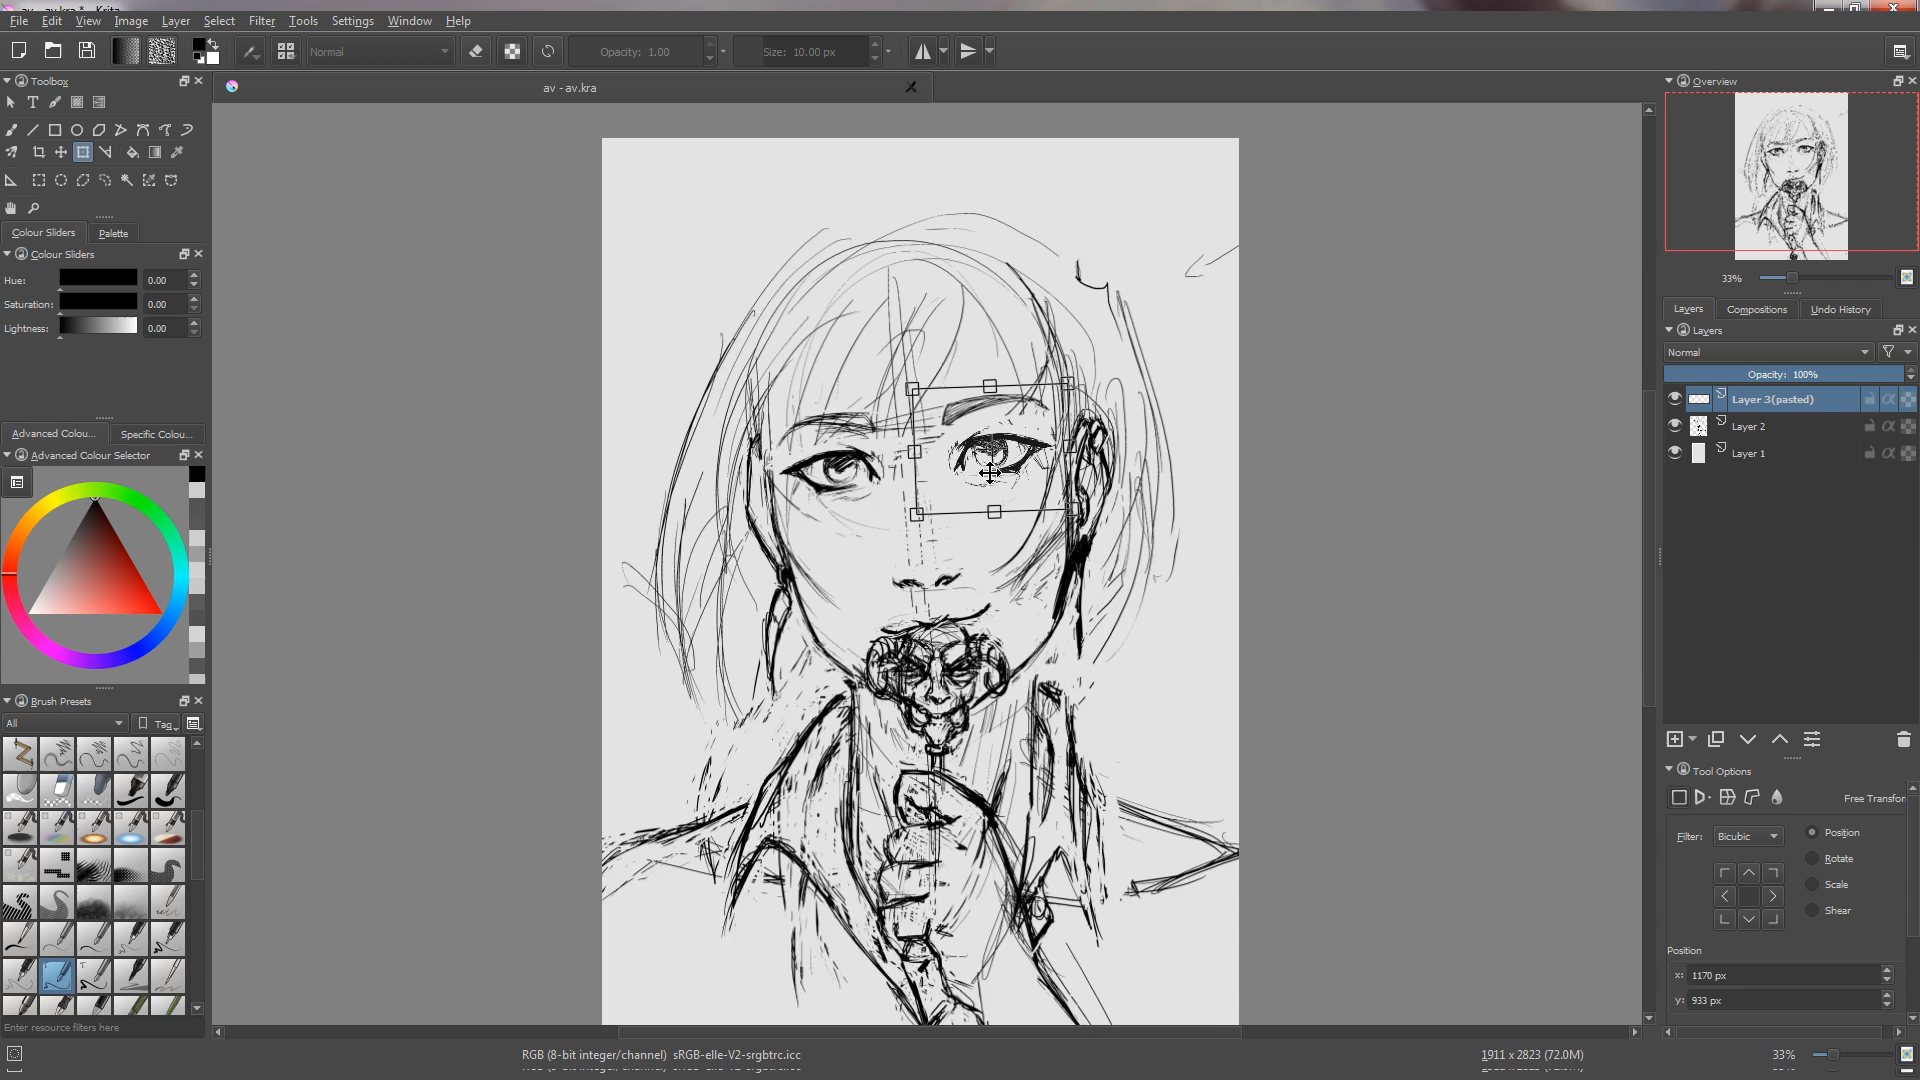 av - av.kra * - Krita
File Edit View Image Layer Select Filter Tools Settings Window Help
Normal Opacity: 1.00 Size: 10.00 px
Toolbox
av - av.kra
Overview
Colour Sliders Palette
Colour Sliders
Hue: 0.00
Saturation: 0.00
Lightness: 0.00
33%
Layers Compositions Undo History
Layers
Normal
Opacity: 100%
Layer 3(pasted)
Layer 2
Layer 1
Advanced Colou... Specific Colou...
Advanced Colour Selector
Brush Presets
All Tag
Tool Options
Free Transfor
Filter: Bicubic
Position
Rotate
Scale
Shear
Position
x: 1170 px
y: 933 px
Enter resource filters here
RGB (8-bit integer/channel) sRGB-elle-V2-srgbtrc.icc
1911 x 2823 (72.0M)
33%